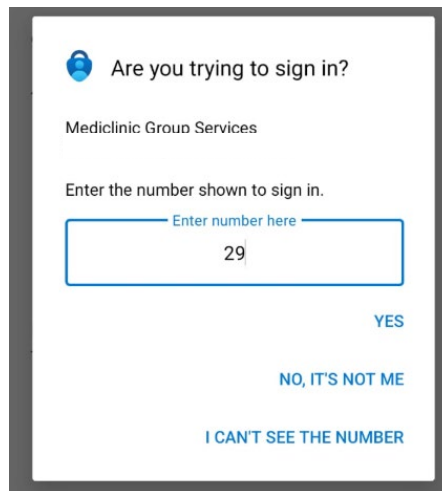 Are you trying to sign in?
Mediclinic Group Services
Enter the number shown to sign in.
Enter number here
29
YES
NO, IT'S NOT ME
I CAN'T SEE THE NUMBER